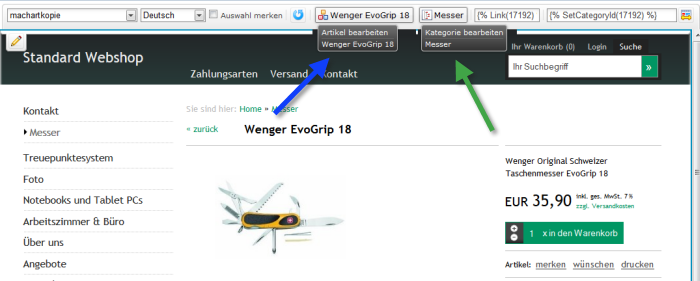 machartkopie Deutsch Auswahl merken Wenger EvoGrip 18 Messer {% Link(17192) {% SetCategoryId(17192) %}
Artikel bearbeiten
Wenger EvoGrip 18
Kategorie bearbeiten
Messer
Standard Webshop
Ihr Warenkorb (0) Login Suche
Ihr Suchbegriff »
Zahlungsarten Versand Kontakt
Kontakt
Messer
Treuepunktesystem
Foto
Notebooks und Tablet PCs
Arbeitszimmer & Büro
Über uns
Angebote
Sie sind hier: Home » Messer
« zurück Wenger EvoGrip 18
Wenger Original Schweizer
Taschenmesser EvoGrip 18
EUR 35,90 inkl. ges. MwSt. 7%
zzgl. Versandkosten
1 x in den Warenkorb
Artikel: merken wünschen drucken